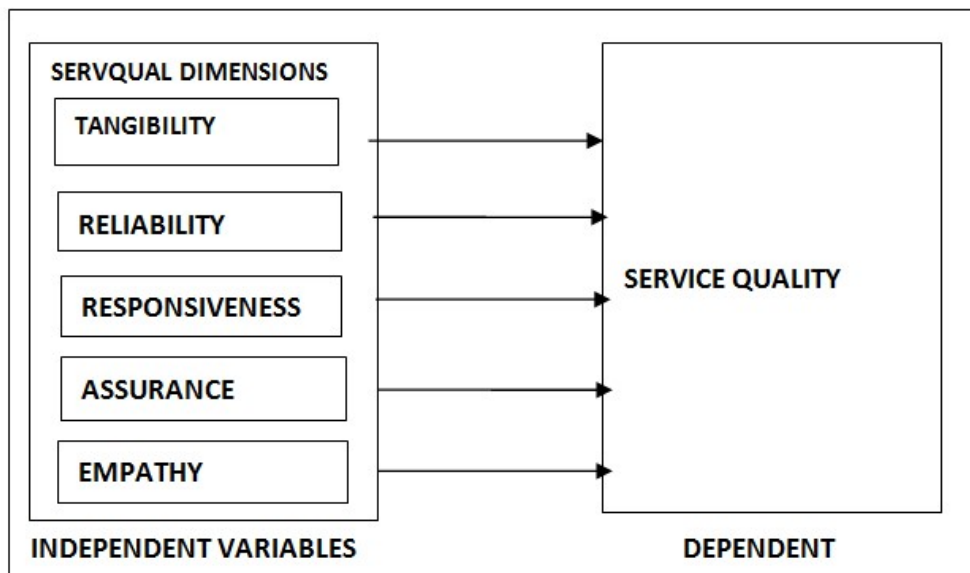 SERVQUAL DIMENSIONS
TANGIBILITY
RELIABILITY
RESPONSIVENESS
ASSURANCE
EMPATHY
SERVICE QUALITY
INDEPENDENT VARIABLES
DEPENDENT